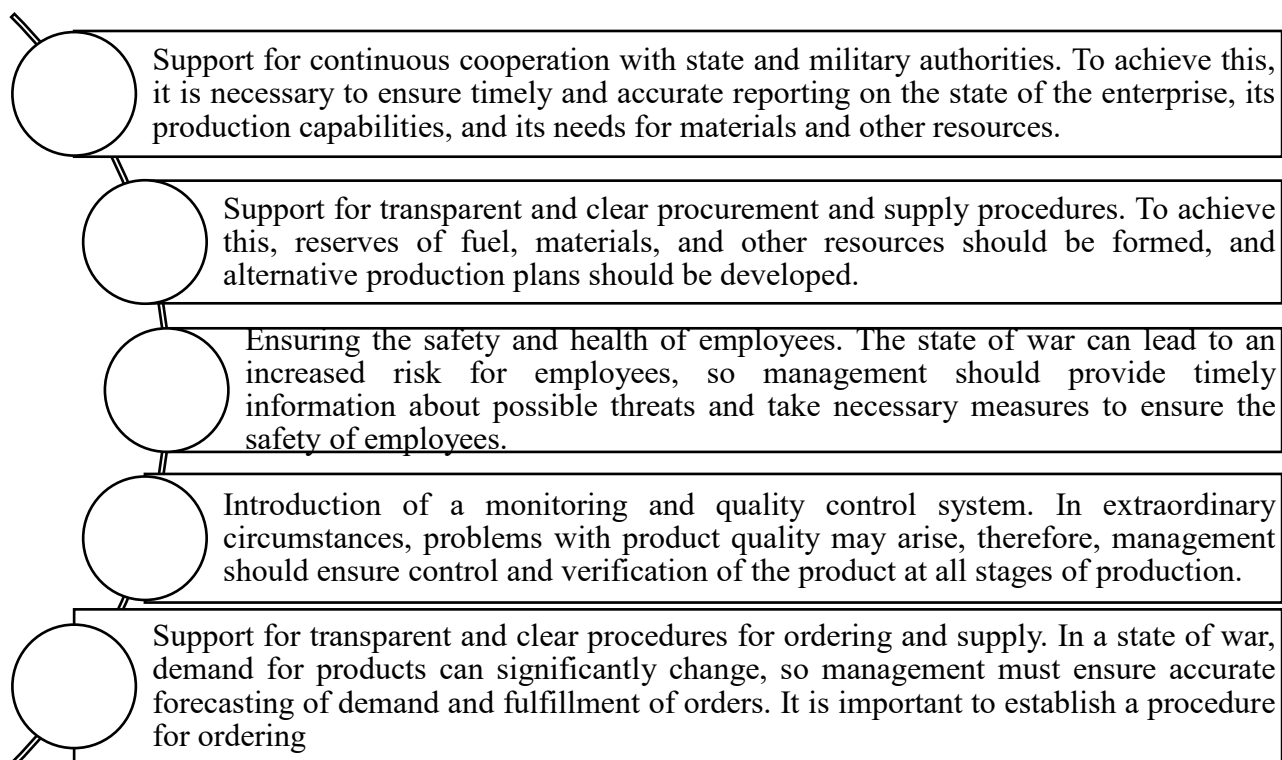 Support for continuous cooperation with state and military authorities. To achieve this,
it is necessary to ensure timely and accurate reporting on the state of the enterprise, its
production capabilities, and its needs for materials and other resources.
Support for transparent and clear procurement and supply procedures. To achieve
this, reserves of fuel, materials, and other resources should be formed, and
alternative production plans should be developed.
Ensuring the safety and health of employees. The state of war can lead to an
increased risk for employees, so management should provide timely
information about possible threats and take necessary measures to ensure the
safety of employees.
Introduction of a monitoring and quality control system. In extraordinary
circumstances, problems with product quality may arise, therefore, management
should ensure control and verification of the product at all stages of production.
Support for transparent and clear procedures for ordering and supply. In a state of war,
demand for products can significantly change, so management must ensure accurate
forecasting of demand and fulfillment of orders. It is important to establish a procedure
for ordering